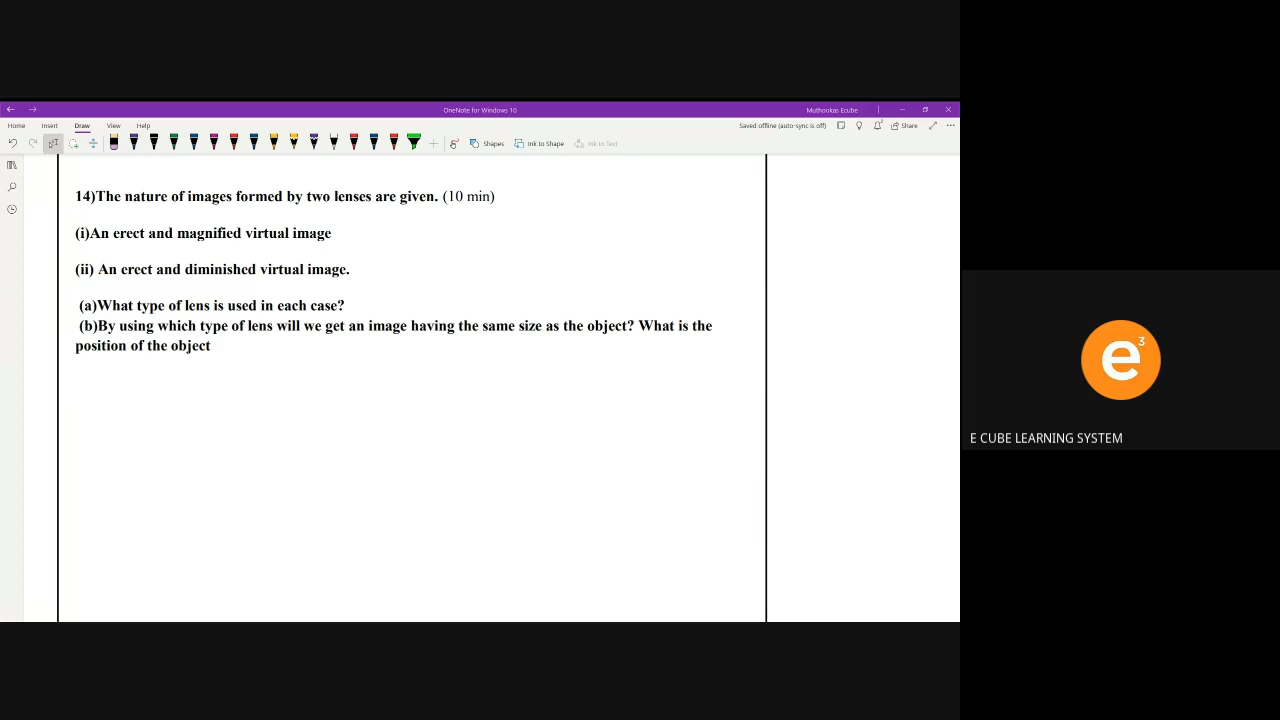 OneNote for Windows 10
Muthookas Ecube
Home Insert Draw View Help
Saved offline (auto-sync is off)
Share
Shapes
Ink to Shape
Ink to Text
14)The nature of images formed by two lenses are given. (10 min)
(i)An erect and magnified virtual image
(ii) An erect and diminished virtual image.
(a)What type of lens is used in each case?
(b)By using which type of lens will we get an image having the same size as the object? What is the
position of the object
e3
E CUBE LEARNING SYSTEM